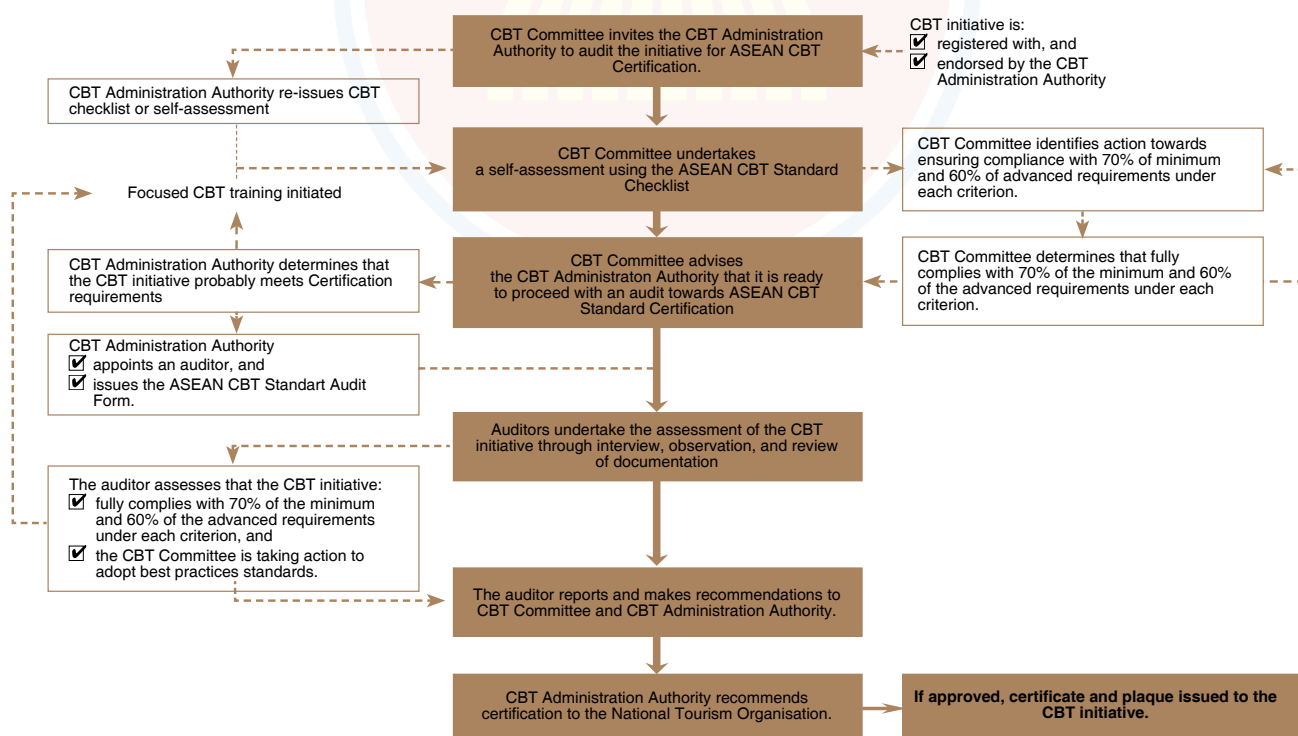 CBT Committee invites the CBT Administration
Authority to audit the initiative for ASEAN CBT
Certification.
CBT initiative is:
registered with, and
endorsed by the CBT
Administration Authority
CBT Administration Authority re-issues CBT
checklist or self-assessment
CBT Committee undertakes
a self-assessment using the ASEAN CBT Standard
Checklist
CBT Committee identifies action towards
ensuring compliance with 70% of minimum
and 60% of advanced requirements under
each criterion.
Focused CBT training initiated
CBT Administration Authority determines that
the CBT initiative probably meets Certification
requirements
CBT Committee advises
the CBT Administraton Authority that it is ready
to proceed with an audit towards ASEAN CBT
Standard Certification
CBT Committee determines that fully
complies with 70% of the minimum and 60%
of the advanced requirements under each
criterion.
CBT Administration Authority
appoints an auditor, and
issues the ASEAN CBT Standart Audit
Form.
Auditors undertake the assessment of the CBT
initiative through interview, observation, and review
of documentation
The auditor assesses that the CBT initiative:
fully complies with 70% of the minimum
and 60% of the advanced requirements
under each criterion, and
the CBT Committee is taking action to
adopt best practices standards.
The auditor reports and makes recommendations to
CBT Committee and CBT Administration Authority.
CBT Administration Authority recommends
certification to the National Tourism Organisation.
If approved, certificate and plaque issued to the
CBT initiative.